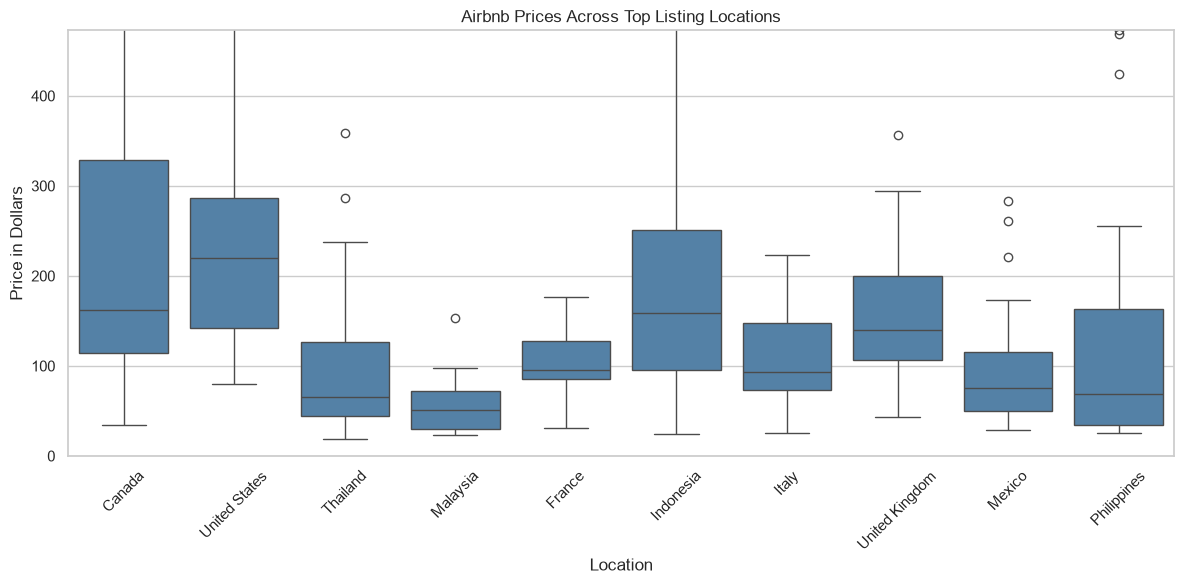 Airbnb Prices Across Top Listing Locations
Price in Dollars
400
300
200
100
0
Canada
United States
Thailand
Malaysia
France
Indonesia
Italy
United Kingdom
Mexico
Philippines
Location